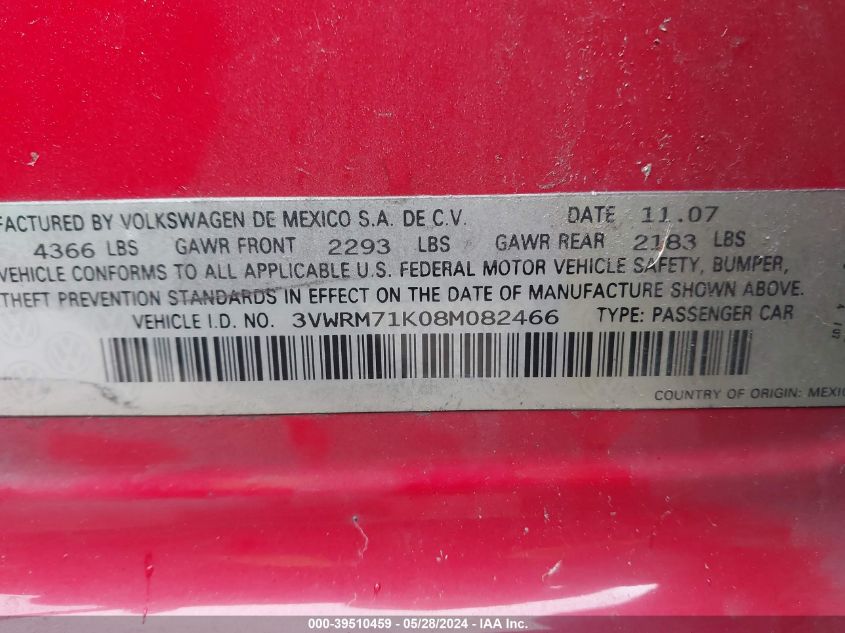 FACTURED BY VOLKSWAGEN DE MEXICO S.A. DE C.V. DATE 11.07
4366 LBS GAWR FRONT 2293 LBS GAWR REAR 2183 LBS
VEHICLE CONFORMS TO ALL APPLICABLE U.S. FEDERAL MOTOR VEHICLE SAFETY, BUMPER,
THEFT PREVENTION STANDARDS IN EFFECT ON THE DATE OF MANUFACTURE SHOWN ABOVE.
VEHICLE I.D. NO. 3VWRM71K08M082466 TYPE: PASSENGER CAR
COUNTRY OF ORIGIN: MEXIC
000-39510459 - 05/28/2024 - IAA Inc.